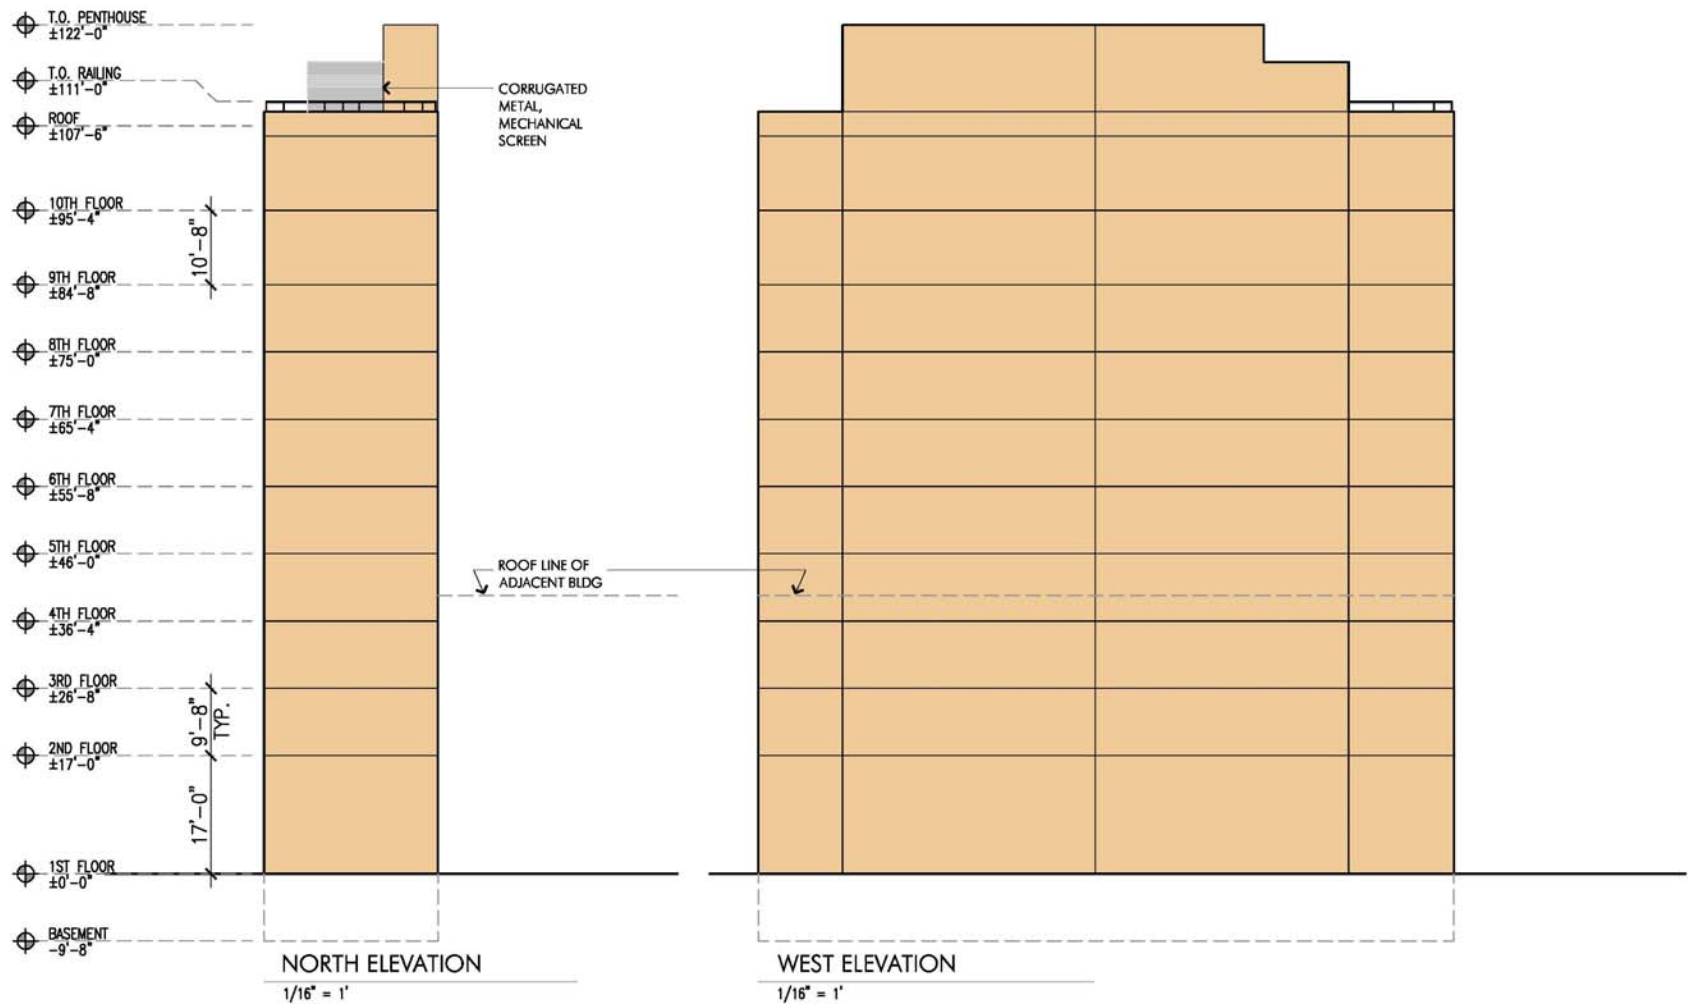 T.O. PENTHOUSE
±122'-0"
T.O. RAILING
±111'-0"
ROOF
±107'-6"
10TH FLOOR
±95'-4"
9TH FLOOR
±84'-8"
8TH FLOOR
±75'-0"
7TH FLOOR
±65'-4"
6TH FLOOR
±55'-8"
5TH FLOOR
±46'-0"
4TH FLOOR
±36'-4"
3RD FLOOR
±26'-8"
2ND FLOOR
±17'-0"
1ST FLOOR
±0'-0"
BASEMENT
-9'-8"
10'-8"
9'-8"
TYP.
17'-0"
CORRUGATED
METAL,
MECHANICAL
SCREEN
ROOF LINE OF
ADJACENT BLDG
NORTH ELEVATION
1/16" = 1'
WEST ELEVATION
1/16" = 1'